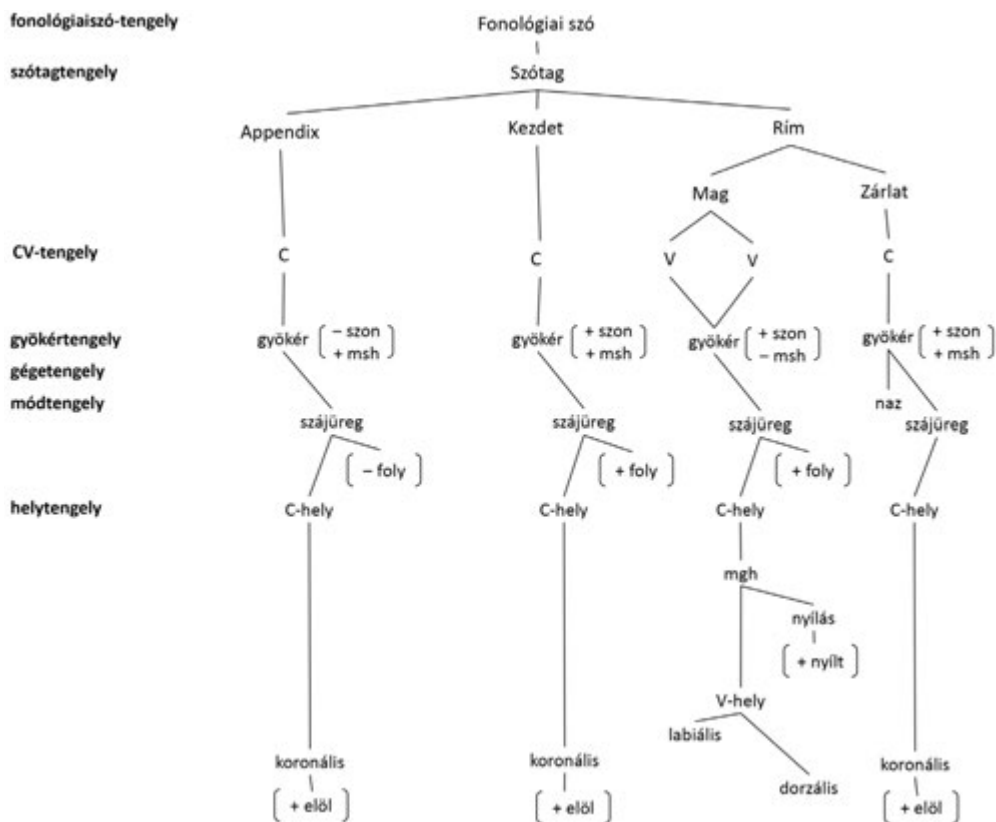 fonológiaiszó-tengely Fonológiai szó
szótagtengely Szótag
Appendix Kezdet Rím
Mag Zárlat
CV-tengely C C V V C
gyökértengely gyökér − szon + msh gyökér + szon + msh gyökér + szon − msh gyökér + szon + msh
gégetengely
módtengely naz
szájüreg szájüreg szájüreg szájüreg
− foly + foly + foly
helytengely C-hely C-hely C-hely C-hely
mgh
nyílás
+ nyílt
V-hely
labiális
koronális koronális koronális
dorzális
+ elöl + elöl + elöl